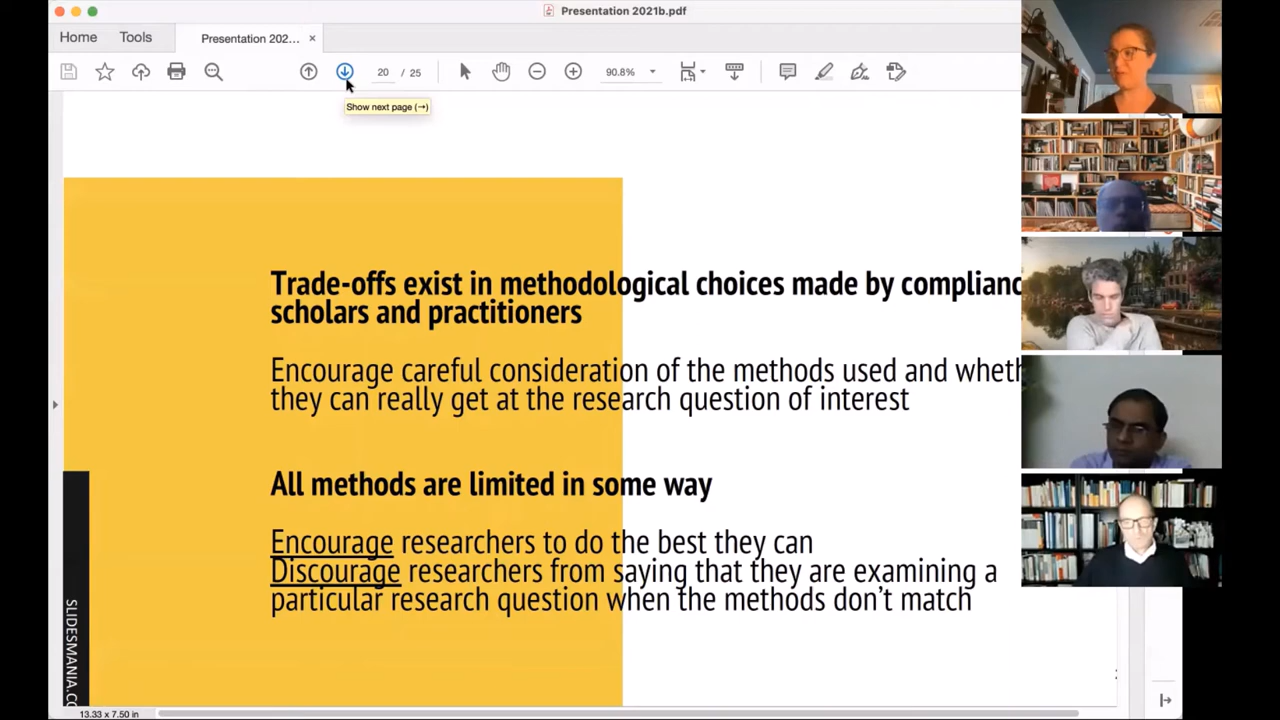 Presentation 2021b.pdf
Home
Tools
Presentation 202...
20 / 25
90.8%
Show next page (→)
Trade-offs exist in methodological choices made by complianc
scholars and practitioners
Encourage careful consideration of the methods used and wheth
they can really get at the research question of interest
All methods are limited in some way
Encourage researchers to do the best they can
Discourage researchers from saying that they are examining a
particular research question when the methods don't match
SLIDESMANIA.CO
13.33 x 7.50 in